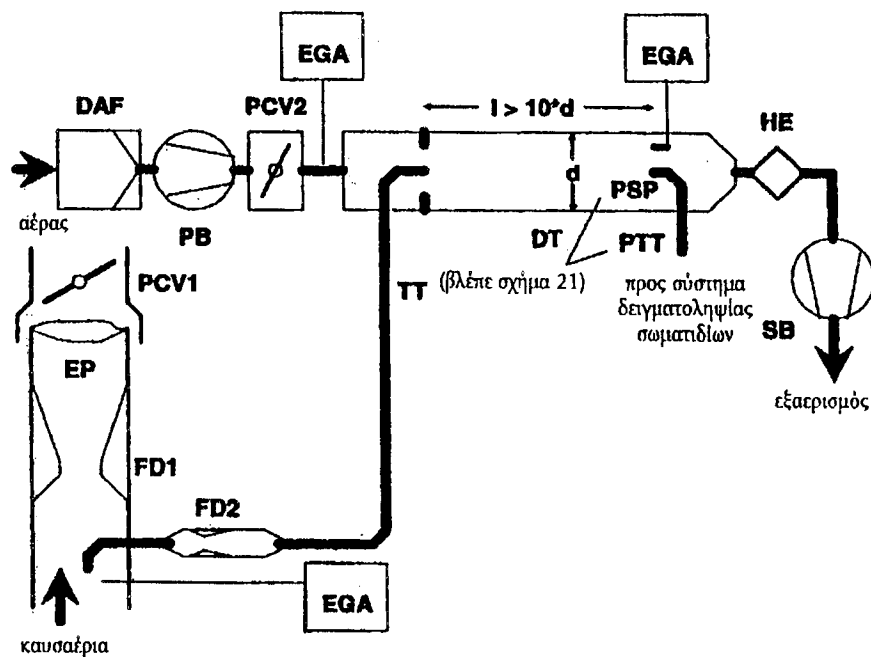 EGA
EGA
DAF
PCV2
l > 10*d
HE
d
PSP
αέρας
PB
DT
PTT
PCV1
TT
(βλέπε σχήμα 21)
προς σύστημα
δειγματοληψίας
σωματιδίων
SB
EP
εξαερισμός
FD1
FD2
EGA
καυσαέρια